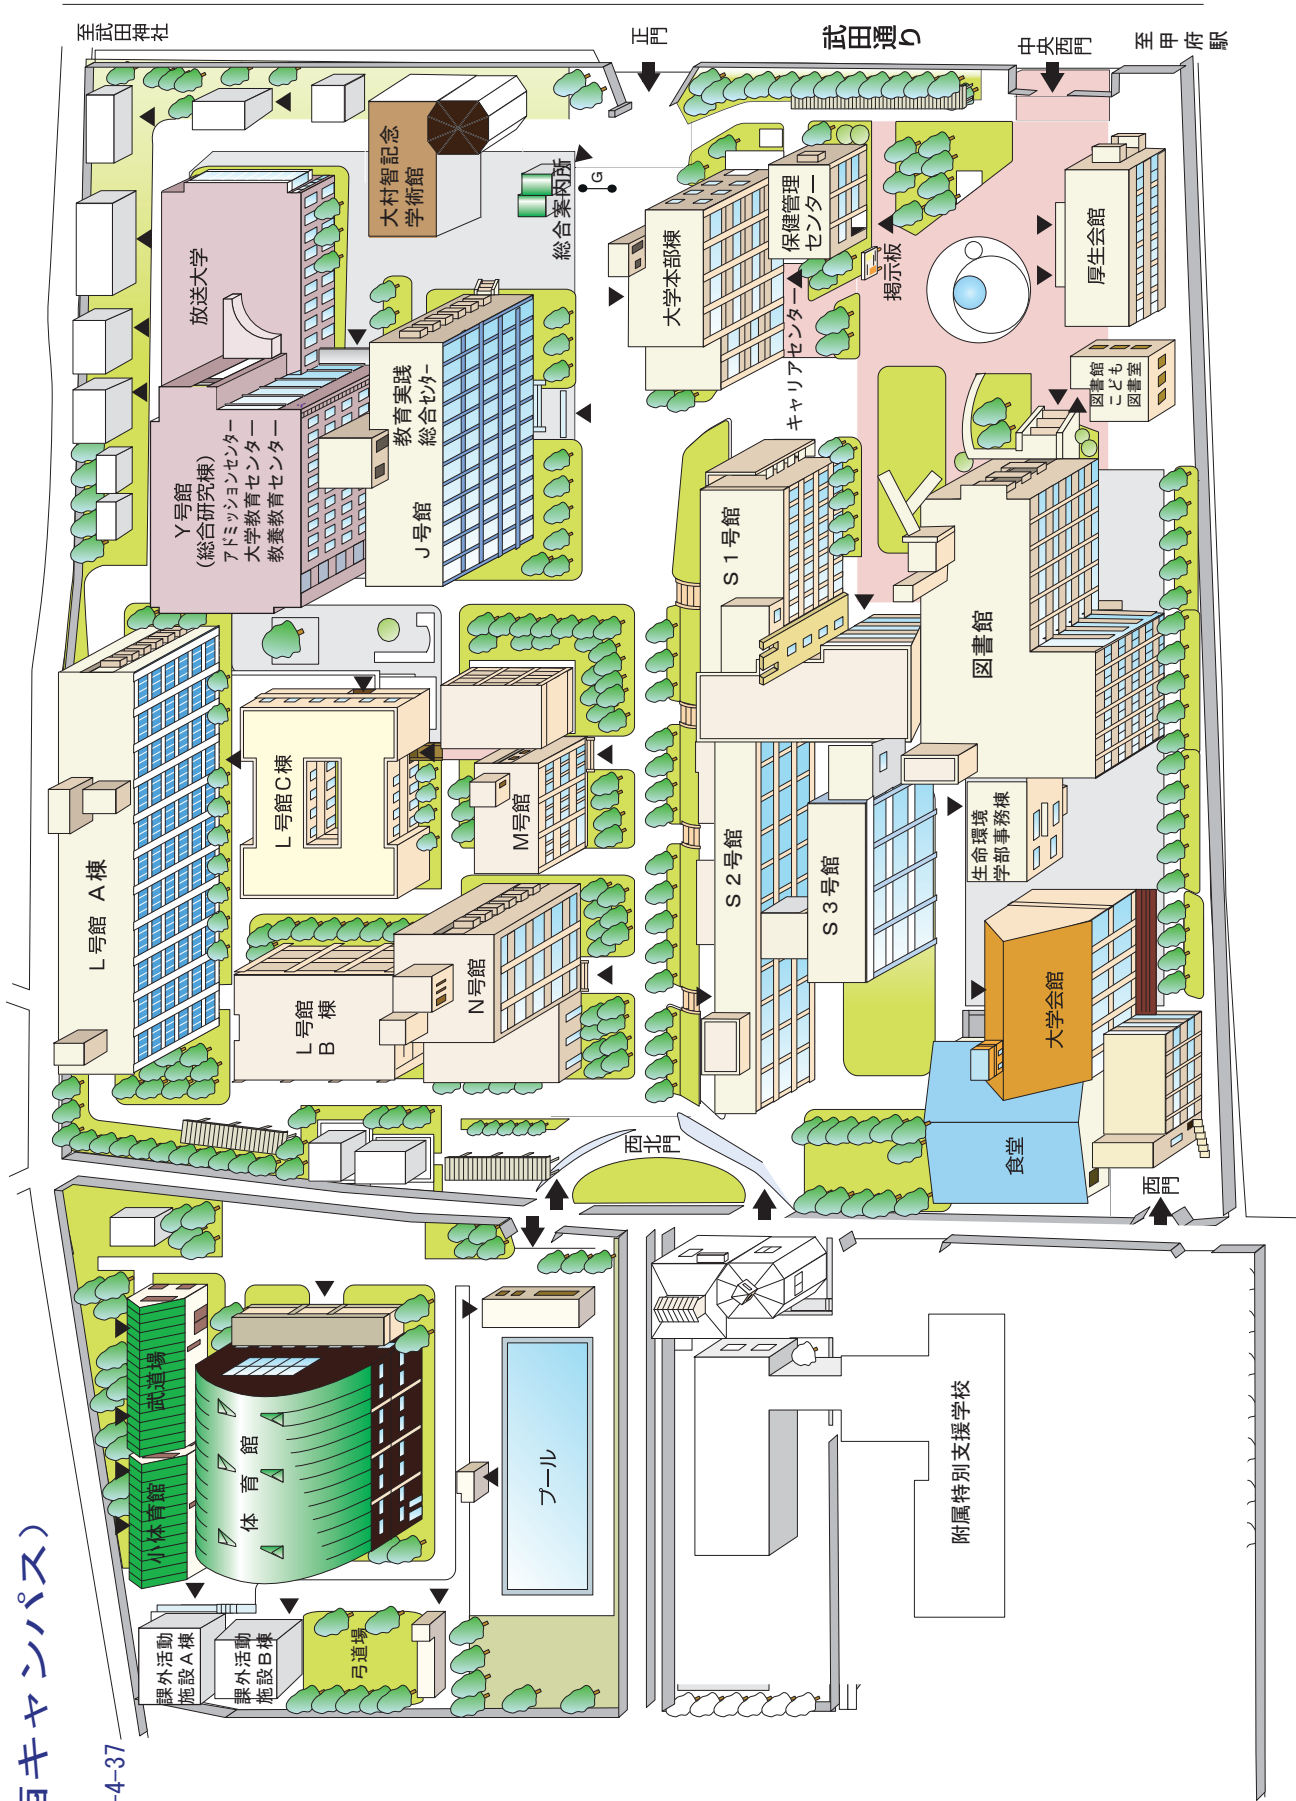 キャンパス）
-4-37
至武田神社
正門
武田通り
中央西門
至甲府駅
大村智記念
学術館
総合案内所
G
放送大学
Y号館
(総合研究棟)
アドミッションセンター
大学教育センター
教養教育センター
教育実践
総合センター
J号館
大学本部棟
保健管理
センター
キャリアセンター
掲示板
厚生会館
図書館
こども
図書室
S1号館
図書館
L号館 A棟
L号館C棟
M号館
L号館
B棟
N号館
S2号館
S3号館
生命環境
学部事務棟
大学会館
食堂
西北門
西門
武道場
小体育館
体育館
プール
課外活動
施設A棟
課外活動
施設B棟
弓道場
附属特別支援学校